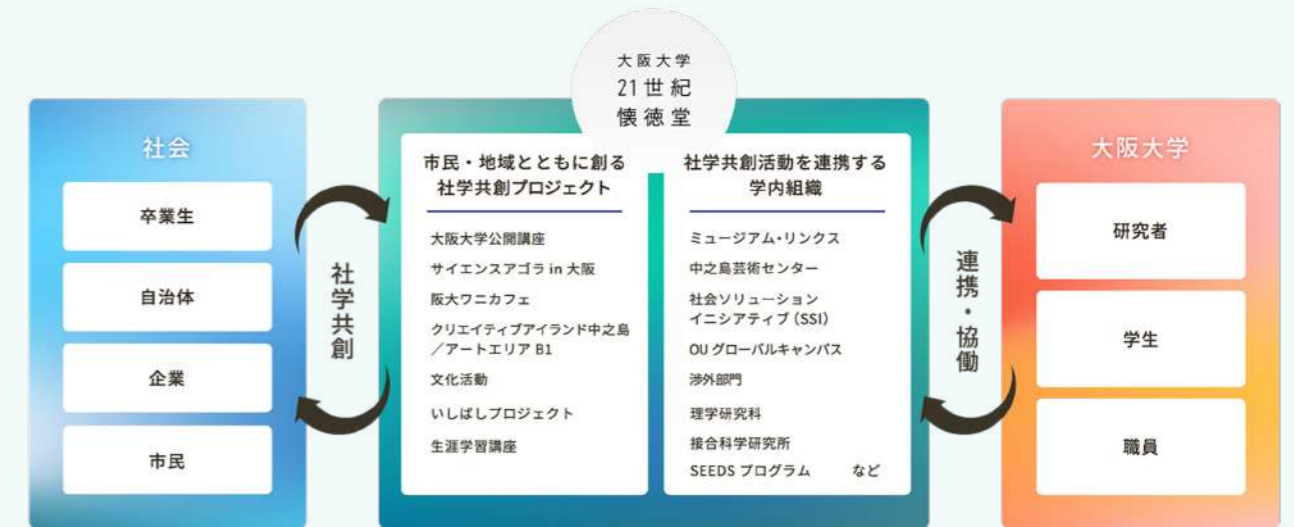 大阪大学
21世紀
懐徳堂
社会
卒業生
自治体
企業
市民
社学共創
市民・地域とともに創る
社学共創プロジェクト
大阪大学公開講座
サイエンスアゴラ in 大阪
阪大ワニカフェ
クリエイティブアイランド中之島
／アートエリア B1
文化活動
いしばしプロジェクト
生涯学習講座
社学共創活動を連携する
学内組織
ミュージアム・リンクス
中之島芸術センター
社会ソリューション
イニシアティブ（SSI）
OU グローバルキャンパス
渉外部門
理学研究科
接合科学研究所
SEEDS プログラム　など
連携・協働
大阪大学
研究者
学生
職員